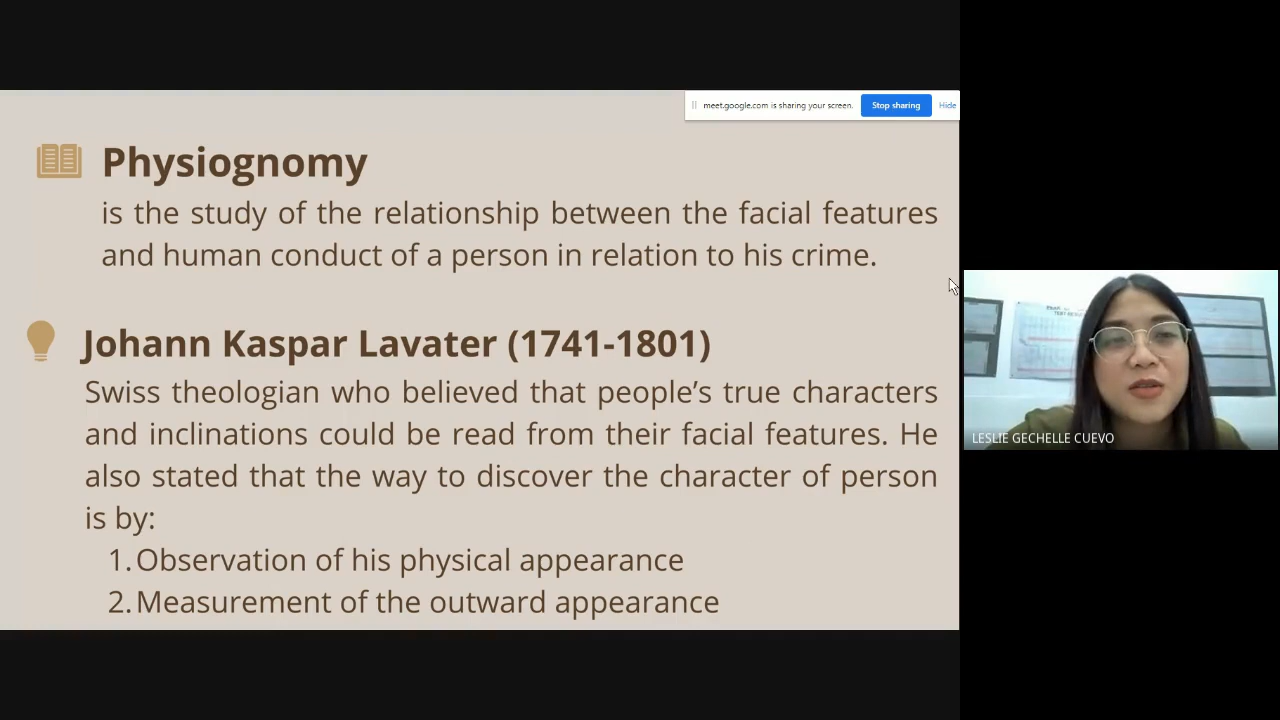 meet.google.com is sharing your screen.
Stop sharing
Hide
Physiognomy
is the study of the relationship between the facial features
and human conduct of a person in relation to his crime.
Johann Kaspar Lavater (1741-1801)
Swiss theologian who believed that people’s true characters
and inclinations could be read from their facial features. He
also stated that the way to discover the character of person
is by:
1. Observation of his physical appearance
2. Measurement of the outward appearance
LESLIE GECHELLE CUEVO